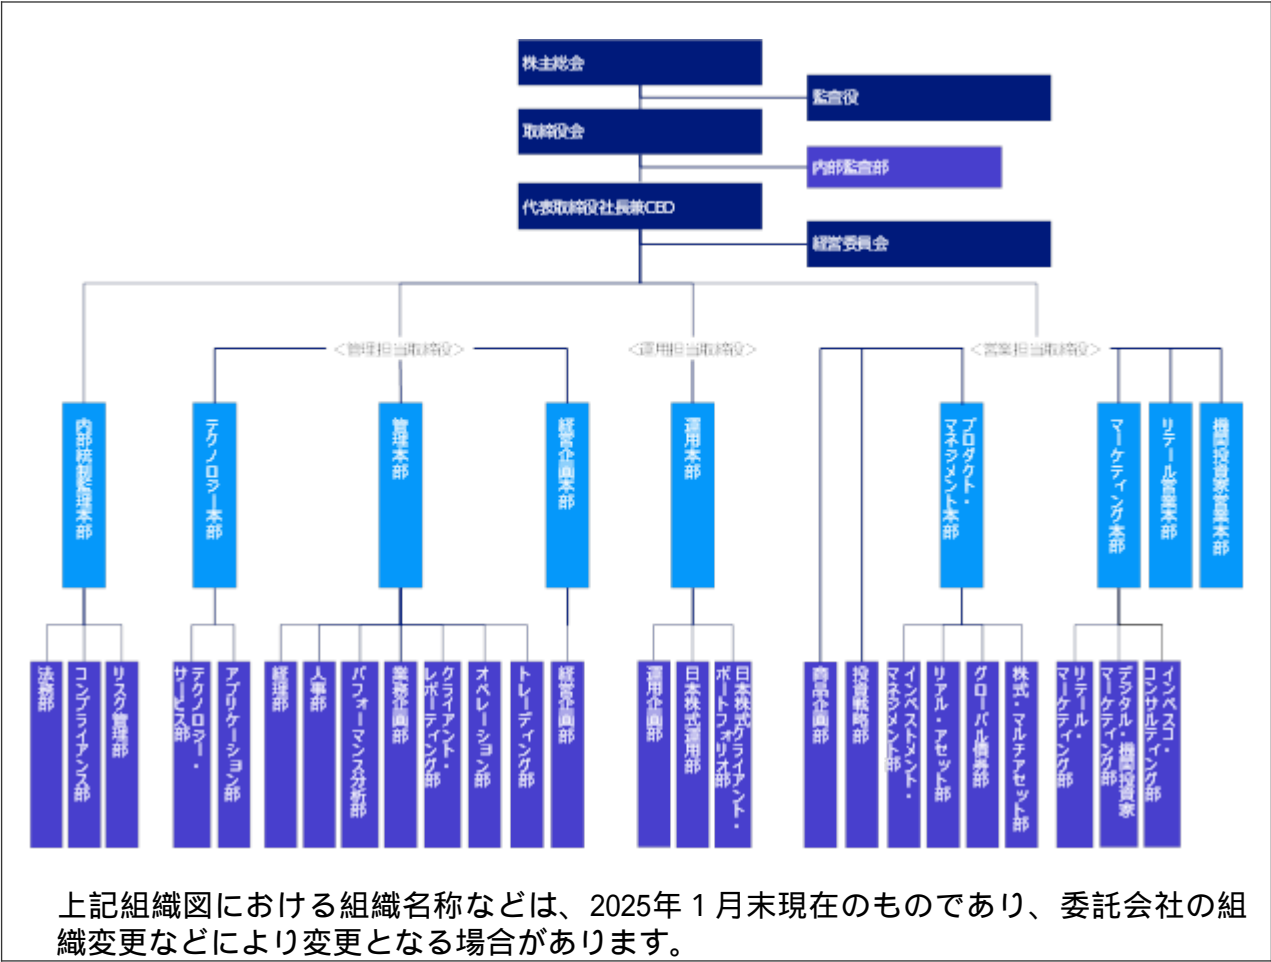 株主総会
監査役
取締役会
内部監査部
代表取締役社長兼CEO
経営委員会
<管理担当取締役>
<運用担当取締役>
<営業担当取締役>
内部統制監理本部
テクノロジー本部
管理本部
経営企画本部
運用本部
プロダクト・
マネジメント本部
マーケティング本部
リテール営業本部
機関投資家営業本部
法務部
コンプライアンス部
リスク管理部
テクノロジー・
サービス部
アプリケーション部
経理部
人事部
パフォーマンス分析部
業務企画部
クライアント・
レポーティング部
オペレーション部
トレーディング部
経営企画部
運用企画部
日本株式運用部
日本株式クライアント・
ポートフォリオ部
商品企画部
投資戦略部
インベストメント・
マネジメント部
リアル・アセット部
グローバル債券部
株式・マルチアセット部
リテール・
マーケティング部
デジタル・機関投資家
マーケティング部
インベスコ・
コンサルティング部
上記組織図における組織名称などは、2025年1月末現在のものであり、委託会社の組
織変更などにより変更となる場合があります。